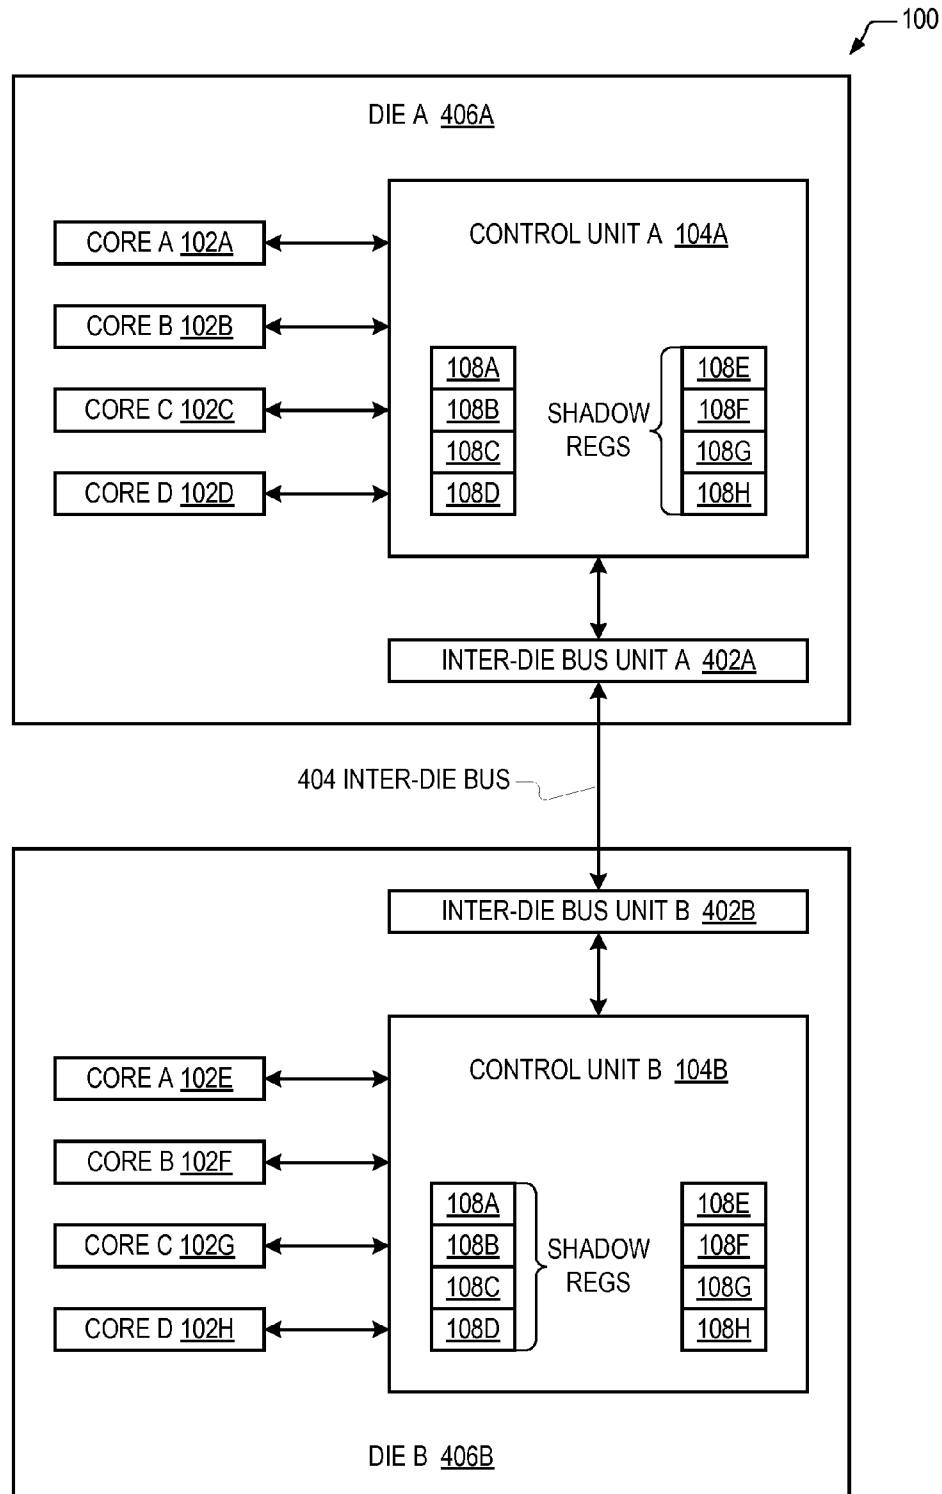 100
DIE A 406A
CONTROL UNIT A 104A
CORE A 102A
CORE B 102B
CORE C 102C
CORE D 102D
108A
108B
108C
108D
SHADOW
REGS
108E
108F
108G
108H
INTER-DIE BUS UNIT A 402A
404 INTER-DIE BUS
INTER-DIE BUS UNIT B 402B
CONTROL UNIT B 104B
CORE A 102E
CORE B 102F
CORE C 102G
CORE D 102H
108A
108B
108C
108D
SHADOW
REGS
108E
108F
108G
108H
DIE B 406B